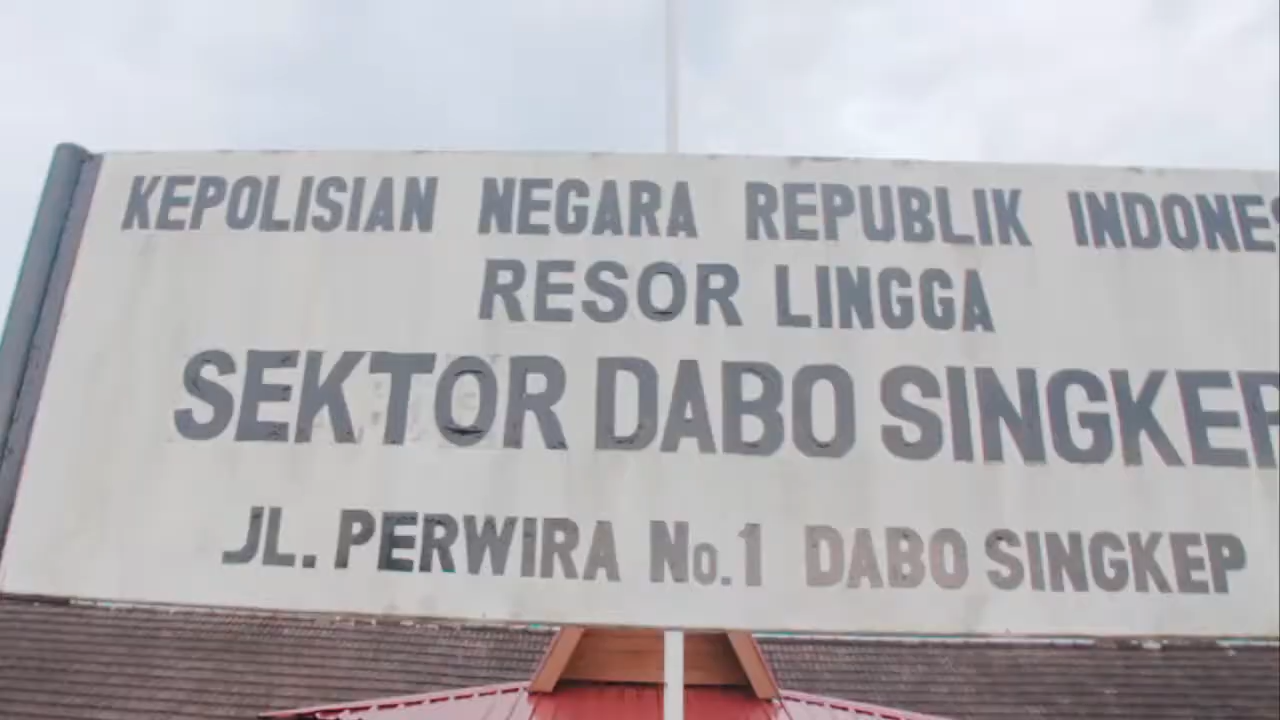 KEPOLISIAN NEGARA REPUBLIK INDONES
RESOR LINGGA
SEKTOR DABO SINGKEP
JL. PERWIRA No.1 DABO SINGKEP